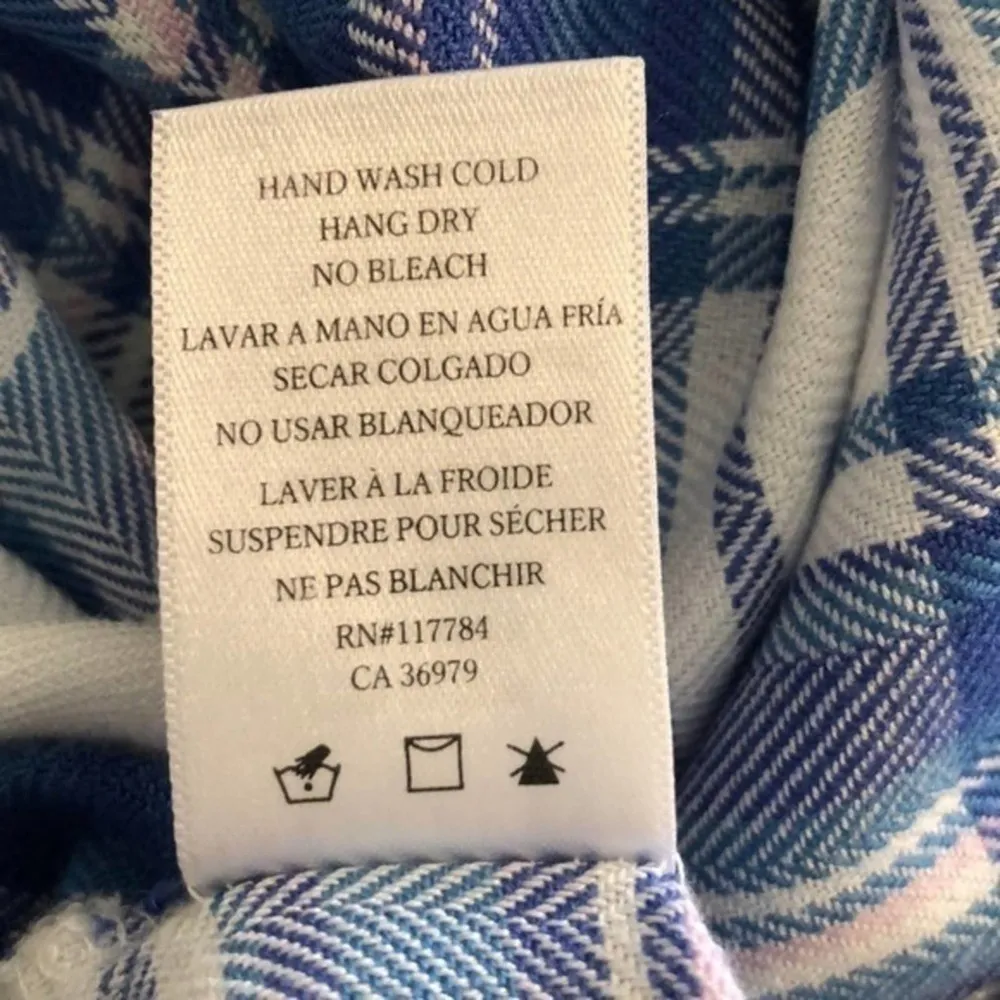 HAND WASH COLD
HANG DRY
NO BLEACH
LAVAR A MANO EN AGUA FRÍA
SECAR COLGADO
NO USAR BLANQUEADOR
LAVER À LA FROIDE
SUSPENDRE POUR SÉCHER
NE PAS BLANCHIR
RN#117784
CA 36979